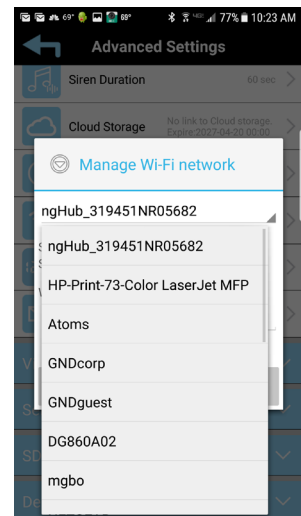 69° 69° 4G LTE 77% 10:23 AM
Advanced Settings
Siren Duration 60 sec
Cloud Storage No link to Cloud storage.
Expire:2027-04-20 00:00
Manage Wi-Fi network
ngHub_319451NR05682
ngHub_319451NR05682
HP-Print-73-Color LaserJet MFP
Atoms
GNDcorp
GNDguest
DG860A02
mgbo